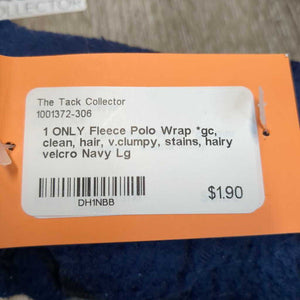 COLLECTOR
The Tack Collector
1001372-306
1 ONLY Fleece Polo Wrap *gc,
clean, hair, v.clumpy, stains, hairy
velcro Navy Lg
$1.90
DH1NBB